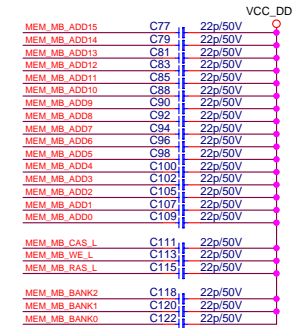 VCC_DD
MEM_MB_ADD15 C77 22p/50V
MEM_MB_ADD14 C79 22p/50V
MEM_MB_ADD13 C81 22p/50V
MEM_MB_ADD12 C83 22p/50V
MEM_MB_ADD11 C85 22p/50V
MEM_MB_ADD10 C88 22p/50V
MEM_MB_ADD9 C90 22p/50V
MEM_MB_ADD8 C92 22p/50V
MEM_MB_ADD7 C94 22p/50V
MEM_MB_ADD6 C96 22p/50V
MEM_MB_ADD5 C98 22p/50V
MEM_MB_ADD4 C100 22p/50V
MEM_MB_ADD3 C102 22p/50V
MEM_MB_ADD2 C105 22p/50V
MEM_MB_ADD1 C107 22p/50V
MEM_MB_ADD0 C109 22p/50V
MEM_MB_CAS_L C111 22p/50V
MEM_MB_WE_L C113 22p/50V
MEM_MB_RAS_L C115 22p/50V
MEM_MB_BANK2 C118 22p/50V
MEM_MB_BANK1 C120 22p/50V
MEM_MB_BANK0 C122 22p/50V